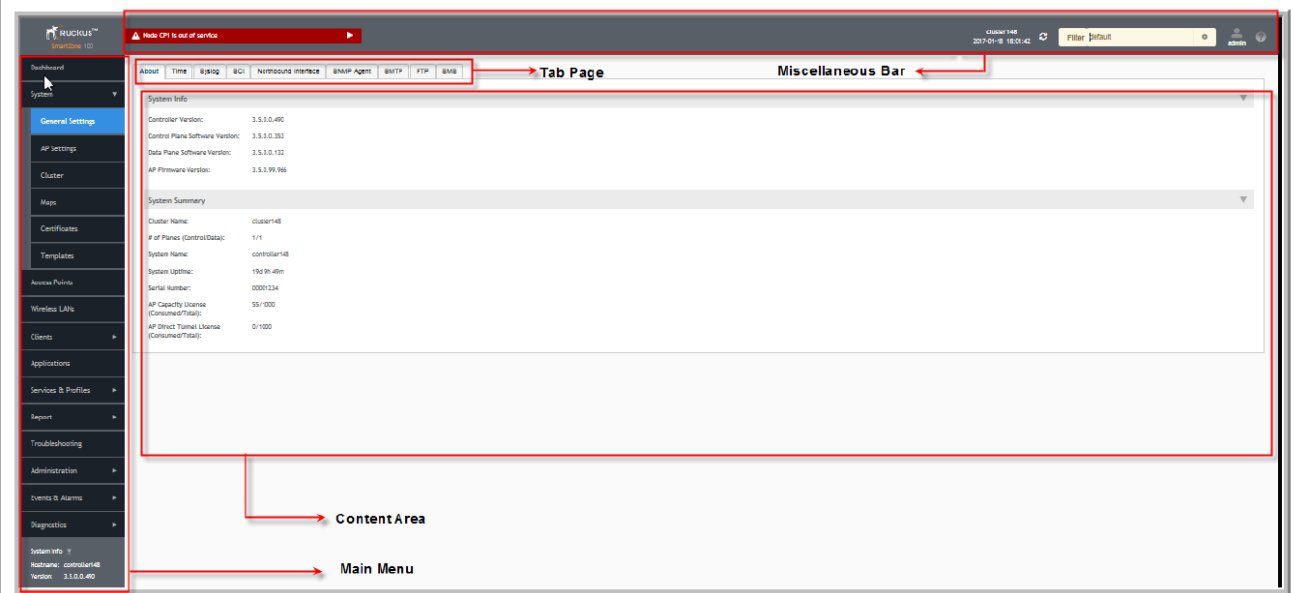 RUCKUS™
SmartZone 100
Node CP1 is out of service
cluster148
2017-01-18 18:01:42
Filter default
admin
Dashboard
System
General Settings
AP Settings
Cluster
Maps
Certificates
Templates
Access Points
Wireless LANs
Clients
Applications
Services & Profiles
Report
Troubleshooting
Administration
Events & Alarms
Diagnostics
System Info ?
Hostname: controller148
Version: 3.5.0.0.490
About Time Syslog SCI Northbound Interface SNMP Agent SMTP FTP SMS
Tab Page
Miscellaneous Bar
System Info
Controller Version: 3.5.0.0.490
Control Plane Software Version: 3.5.0.0.353
Data Plane Software Version: 3.5.0.0.132
AP Firmware Version: 3.5.0.99.966
System Summary
Cluster Name: cluster148
# of Planes (Control/Data): 1/1
System Name: controller148
System Uptime: 19d 9h 49m
Serial Number: 00001234
AP Capacity License 55/1000
(Consumed/Total):
AP Direct Tunnel License 0/1000
(Consumed/Total):
Content Area
Main Menu